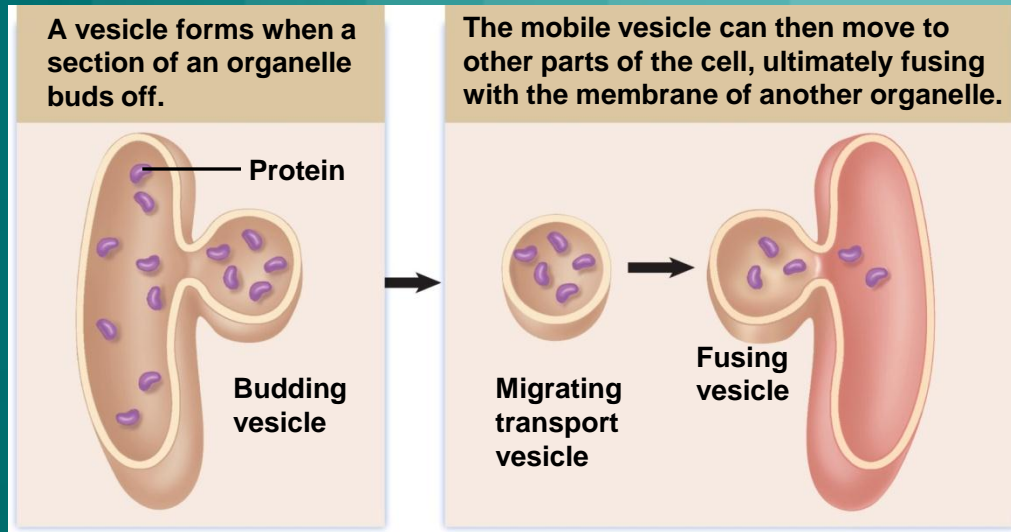 A vesicle forms when a
section of an organelle
buds off.
Protein
Budding
vesicle
The mobile vesicle can then move to
other parts of the cell, ultimately fusing
with the membrane of another organelle.
Migrating
transport
vesicle
Fusing
vesicle